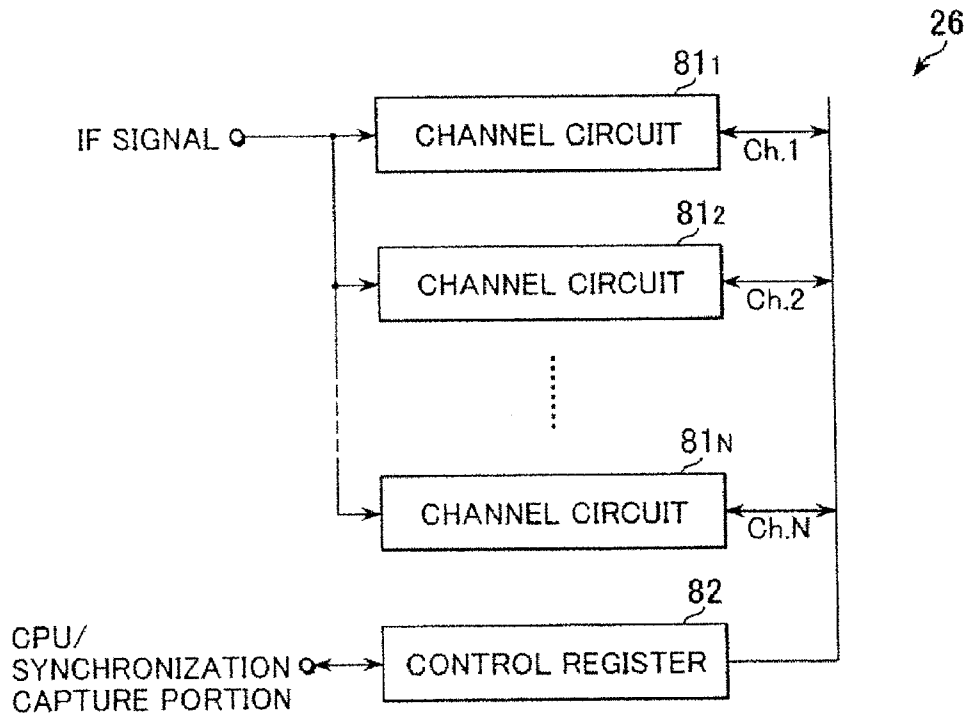 26
81₁
IF SIGNAL
CHANNEL CIRCUIT
Ch.1
81₂
CHANNEL CIRCUIT
Ch.2
81N
CHANNEL CIRCUIT
Ch.N
82
CPU/
SYNCHRONIZATION
CAPTURE PORTION
CONTROL REGISTER